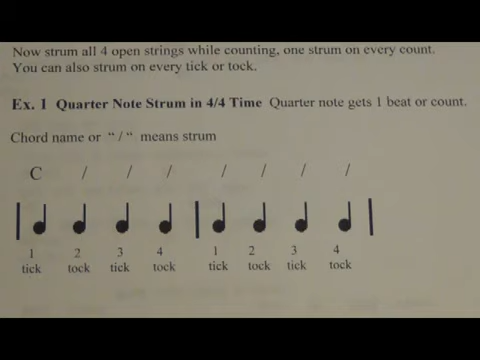 Now strum all 4 open strings while counting, one strum on every count.
You can also strum on every tick or tock.
Ex. 1 Quarter Note Strum in 4/4 Time Quarter note gets 1 beat or count.
Chord name or “ / “ means strum
C / / / / / / /
1 2 3 4 1 2 3 4
tick tock tick tock tick tock tick tock